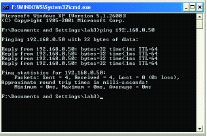 F:\WINDOWS\System32\cmd.exe
Microsoft Windows XP [Version 5.1.2600]
(C) Copyright 1985-2001 Microsoft Corp.
F:\Documents and Settings\lab3>ping 192.168.0.50
Pinging 192.168.0.50 with 32 bytes of data:
Reply from 192.168.0.50: bytes=32 time<1ms TTL=64
Reply from 192.168.0.50: bytes=32 time<1ms TTL=64
Reply from 192.168.0.50: bytes=32 time<1ms TTL=64
Reply from 192.168.0.50: bytes=32 time<1ms TTL=64
Ping statistics for 192.168.0.50:
Packets: Sent = 4, Received = 4, Lost = 0 (0% loss),
Approximate round trip times in milli-seconds:
Minimum = 0ms, Maximum = 0ms, Average = 0ms
F:\Documents and Settings\lab3>